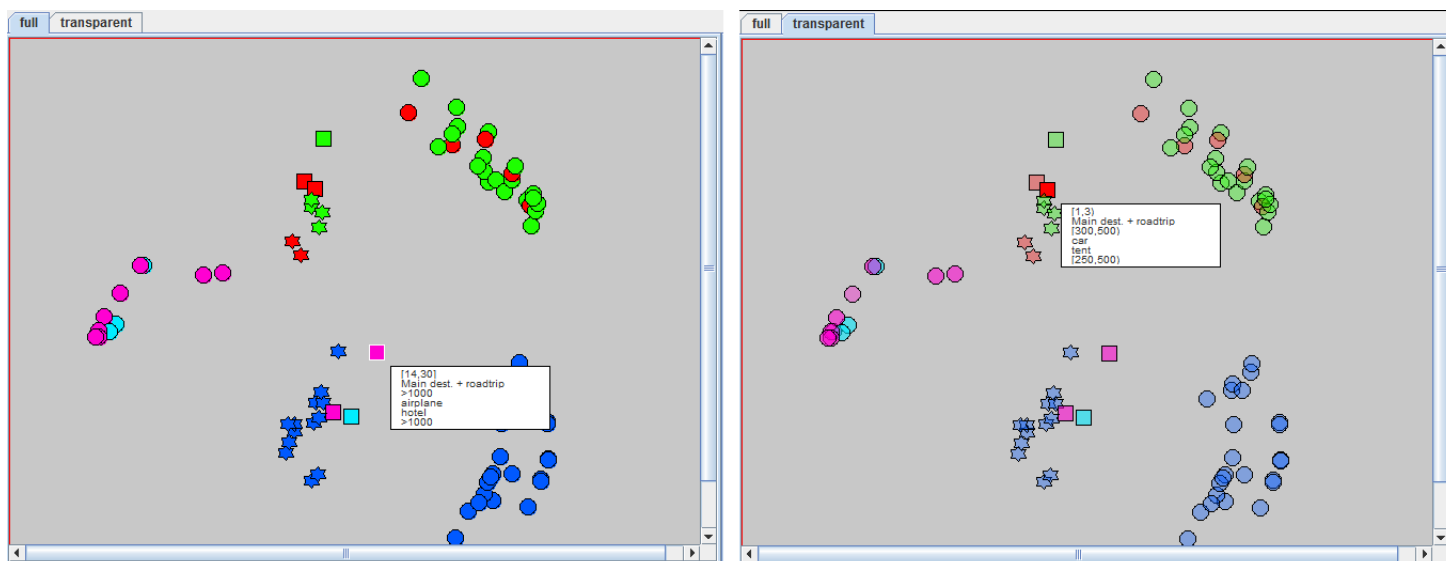 full transparent
[14,30]
Main dest. + roadtrip
>1000
airplane
hotel
>1000
full transparent
[1,3)
Main dest. + roadtrip
[300,500)
car
tent
[250,500)